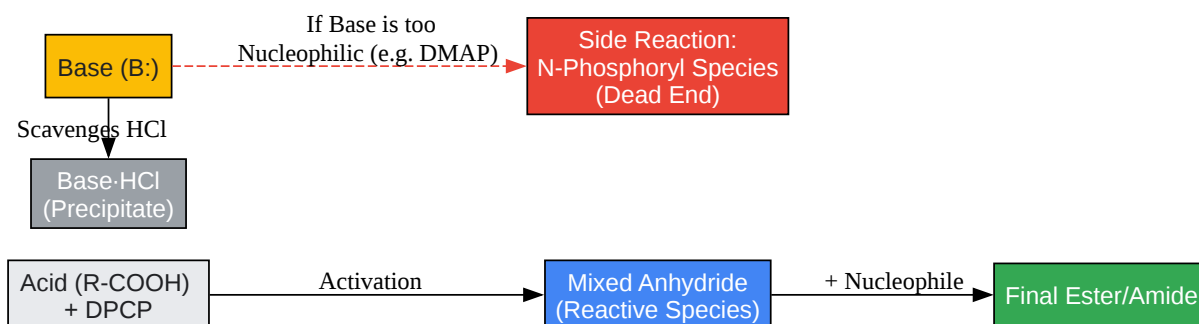 If Base is too
Nucleophilic (e.g. DMAP)
Side Reaction:
N-Phosphoryl Species
(Dead End)
Base (B:)
Scavenges HCl
Base·HCl
(Precipitate)
Acid (R-COOH)
+ DPCP
Activation
Mixed Anhydride
(Reactive Species)
+ Nucleophile
Final Ester/Amide